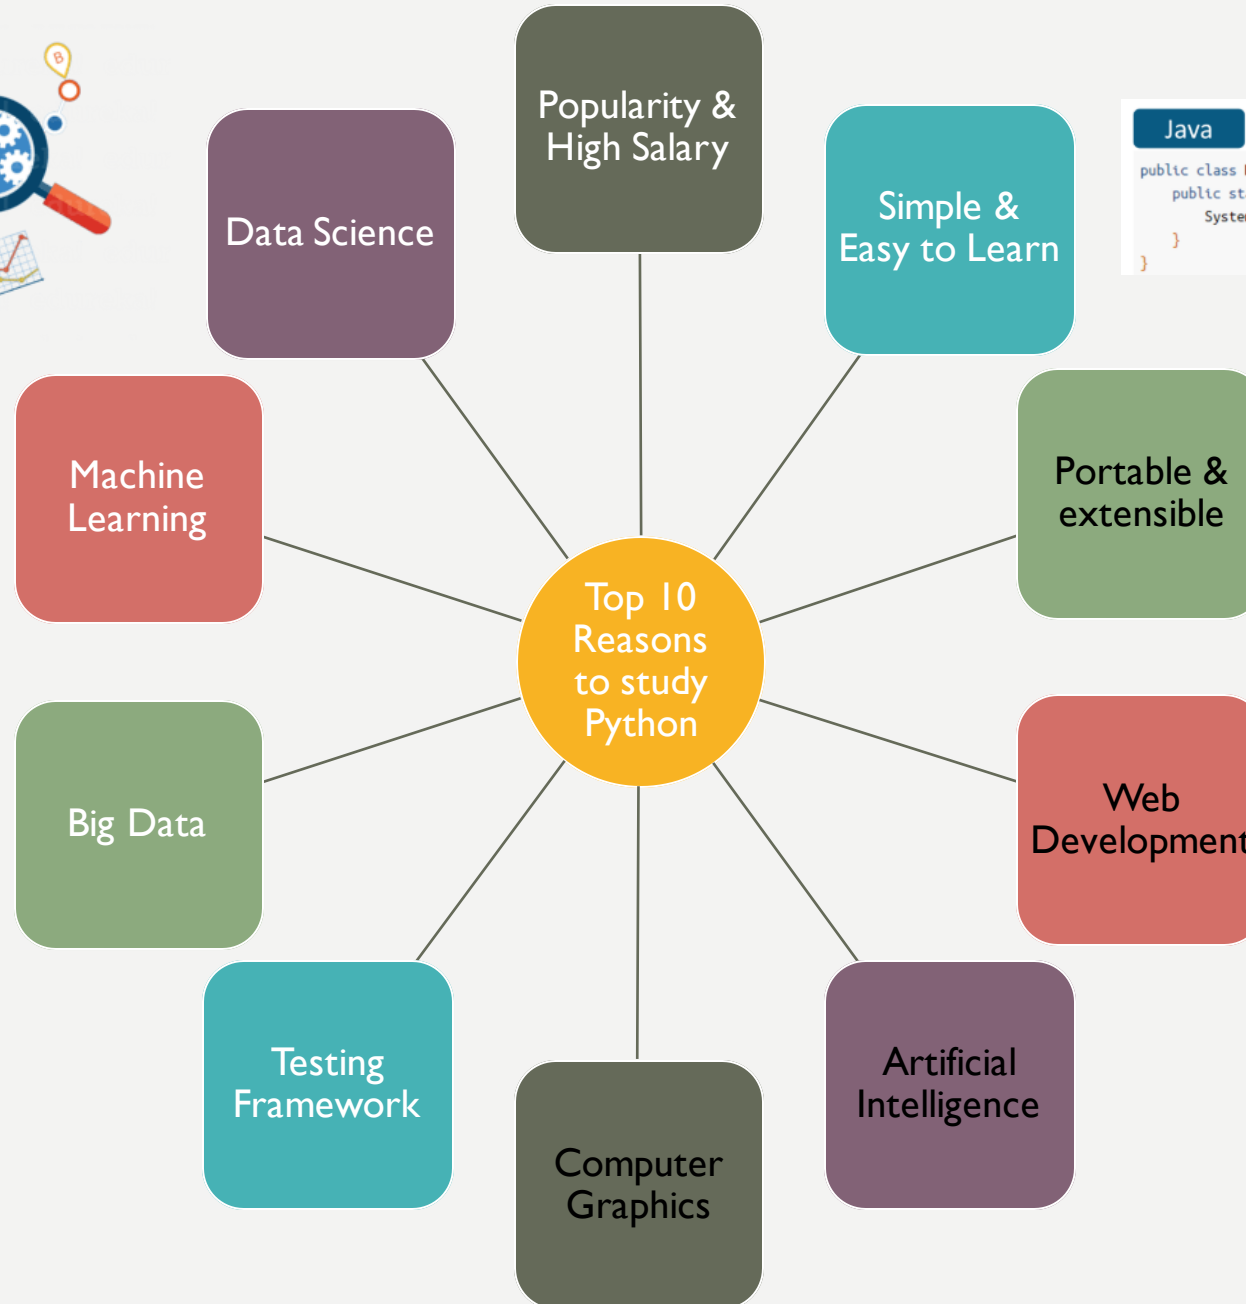 Popularity &
High Salary
Simple &
Easy to Learn
Java
public class
public
}
}
Portable &
extensible
Web
Development
Artificial
Intelligence
Computer
Graphics
Testing
Framework
Big Data
Machine
Learning
Data Science
B
Top 10
Reasons
to study
Python